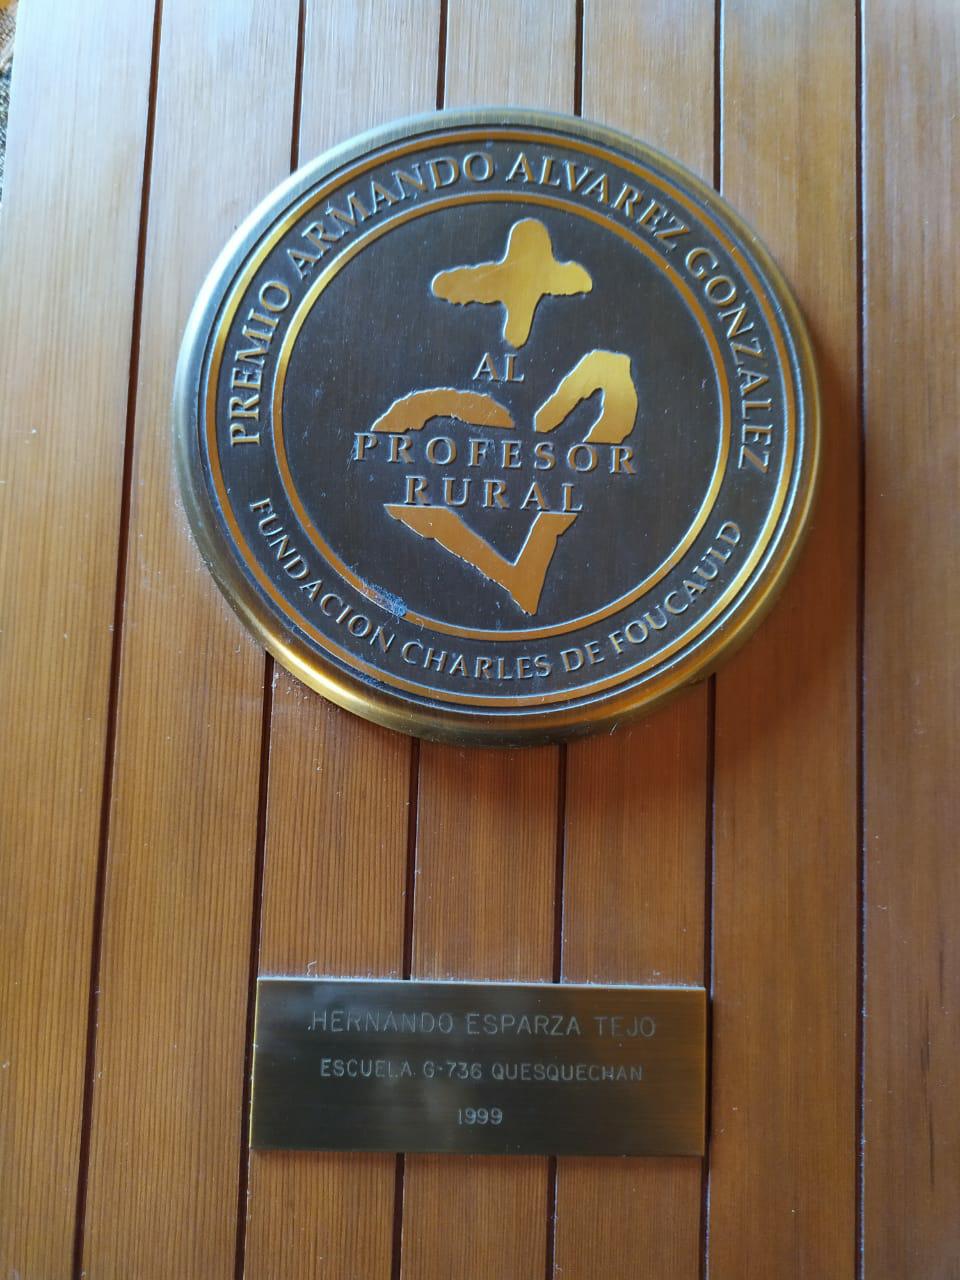 PREMIO ARMANDO ALVAREZ GONZALEZ
AL
PROFESOR
RURAL
FUNDACION CHARLES DE FOUCAULD
HERNANDO ESPARZA TEJO
ESCUELA G-736 QUESQUECHAN
1999